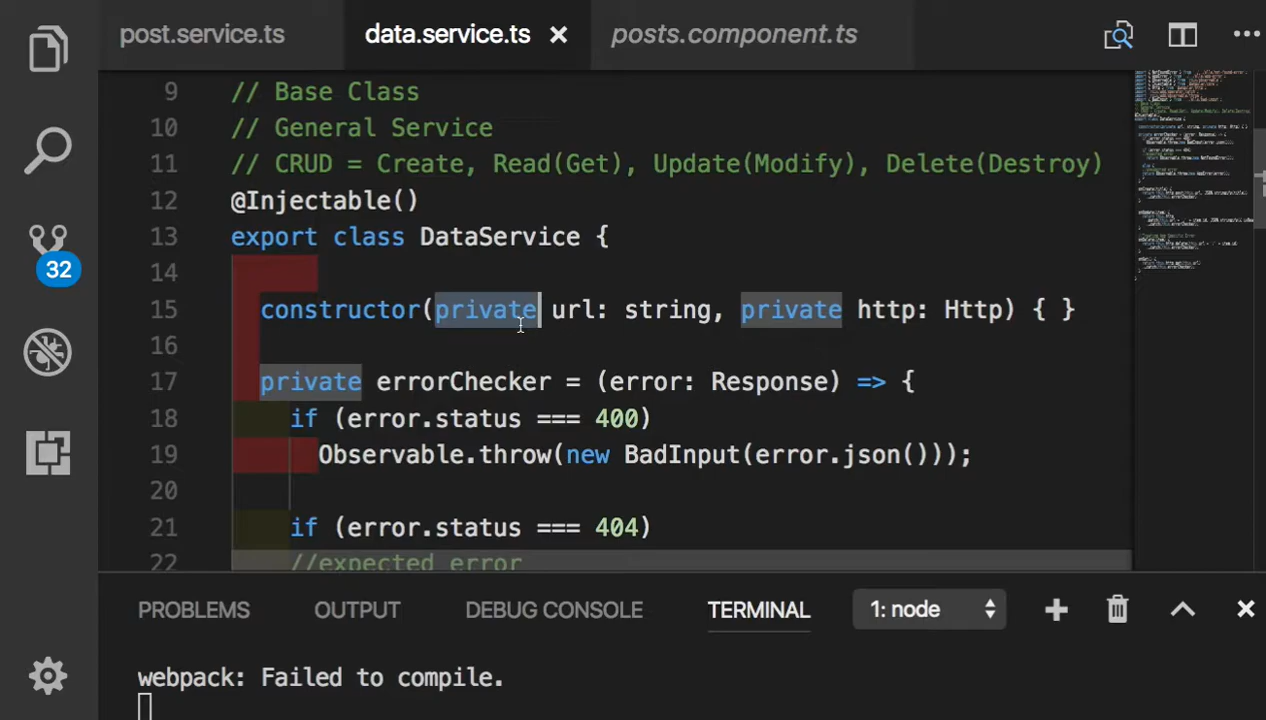 post.service.ts
data.service.ts
posts.component.ts
9 // Base Class
10 // General Service
11 // CRUD = Create, Read(Get), Update(Modify), Delete(Destroy)
12 @Injectable()
13 export class DataService {
14
15 constructor(private url: string, private http: Http) { }
16
17 private errorChecker = (error: Response) => {
18 if (error.status === 400)
19 Observable.throw(new BadInput(error.json()));
20
21 if (error.status === 404)
22 //expected error
32
PROBLEMS OUTPUT DEBUG CONSOLE TERMINAL 1: node
webpack: Failed to compile.